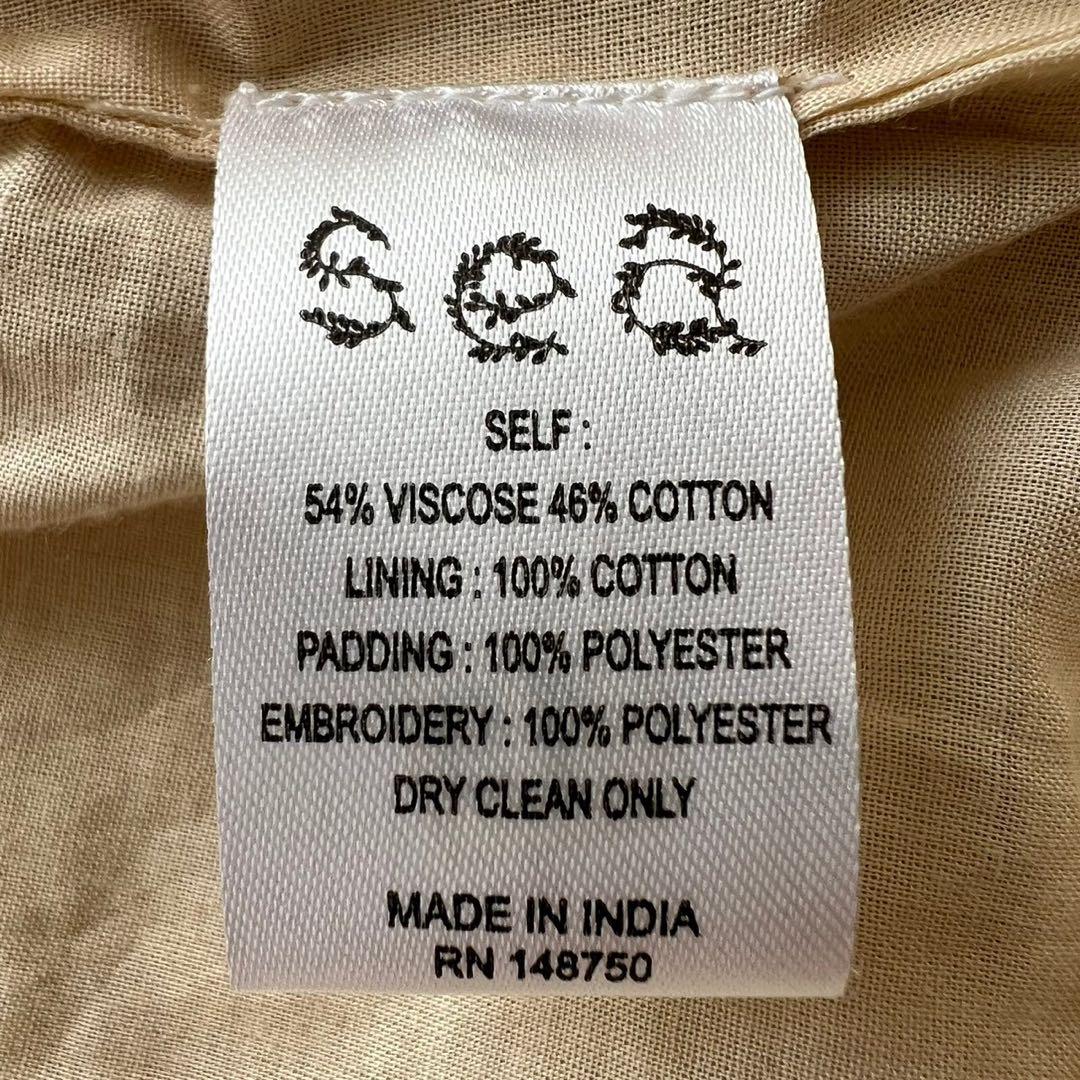 sea
SELF :
54% VISCOSE 46% COTTON
LINING : 100% COTTON
PADDING : 100% POLYESTER
EMBROIDERY : 100% POLYESTER
DRY CLEAN ONLY
MADE IN INDIA
RN 148750